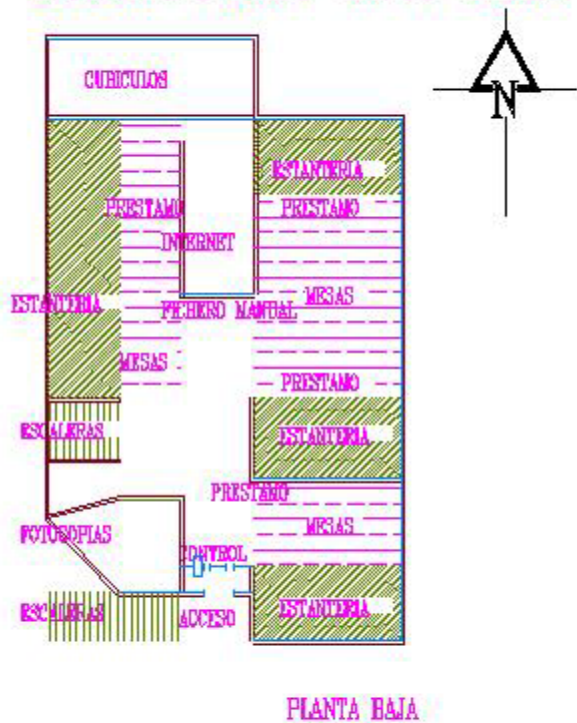 N
CUBICULOS
ESTANTERIA
PRESTAMO
PRESTAMO
INTERNET
ESTANTERIA
FICHERO MANUAL
MESAS
MESAS
PRESTAMO
ESCALERAS
ESTANTERIA
PRESTAMO
FOTOCOPIAS
MESAS
CONTROL
ESCALERAS
ACCESO
ESTANTERIA
PLANTA BAJA